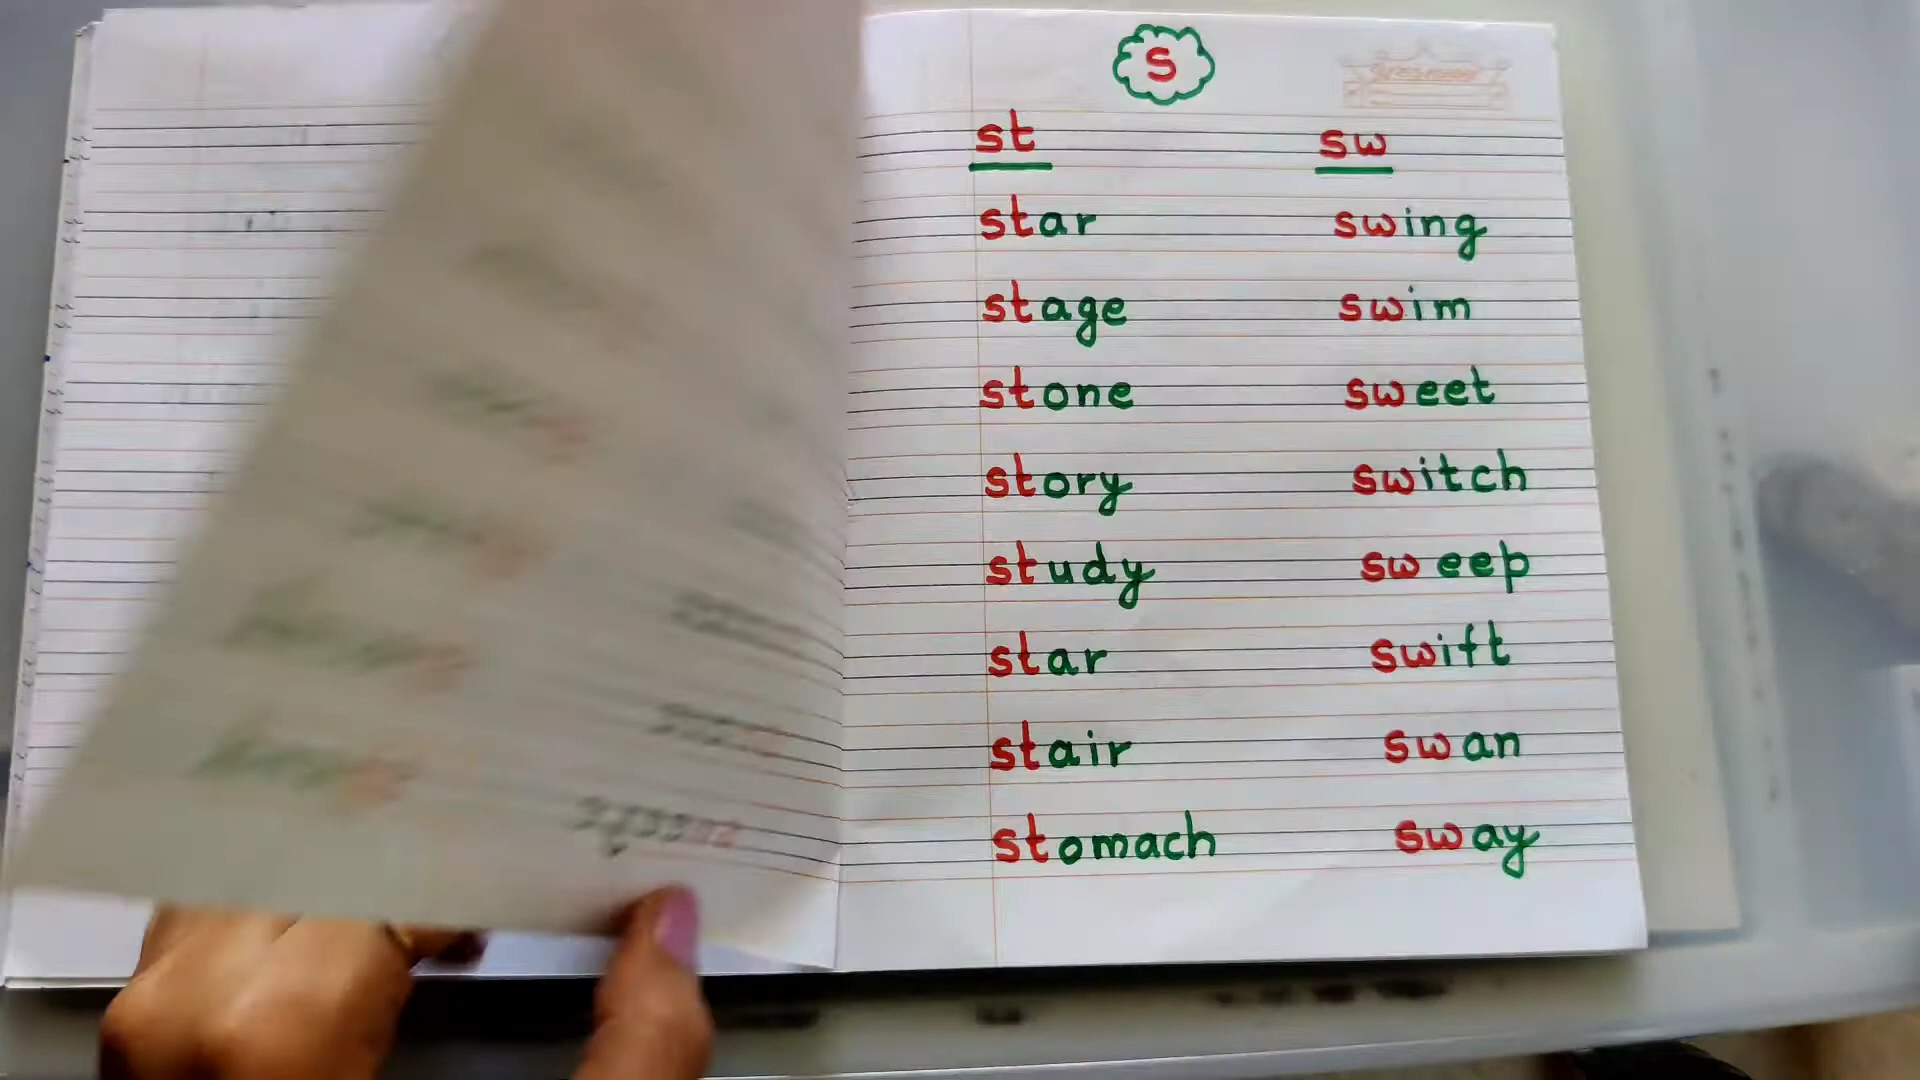 s
st sw
star swing
stage swim
stone sweet
story switch
study sweep
star swift
stair swan
stomach sway